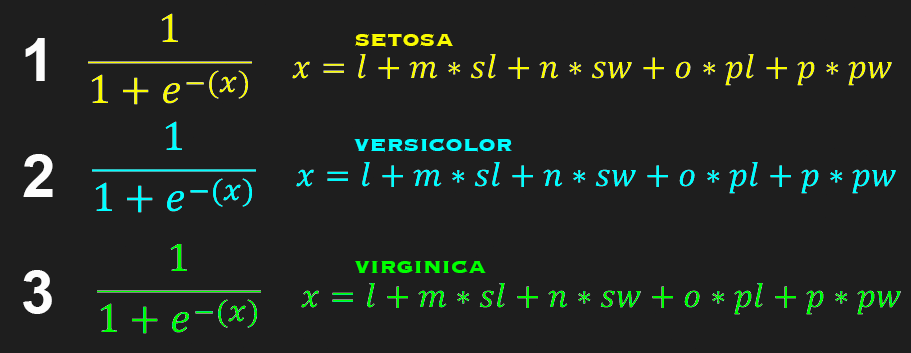 1 1 / 1 + e^−(x) SETOSA x = l + m ∗ sl + n ∗ sw + o ∗ pl + p ∗ pw
2 1 / 1 + e^−(x) VERSICOLOR x = l + m ∗ sl + n ∗ sw + o ∗ pl + p ∗ pw
3 1 / 1 + e^−(x) VIRGINICA x = l + m ∗ sl + n ∗ sw + o ∗ pl + p ∗ pw